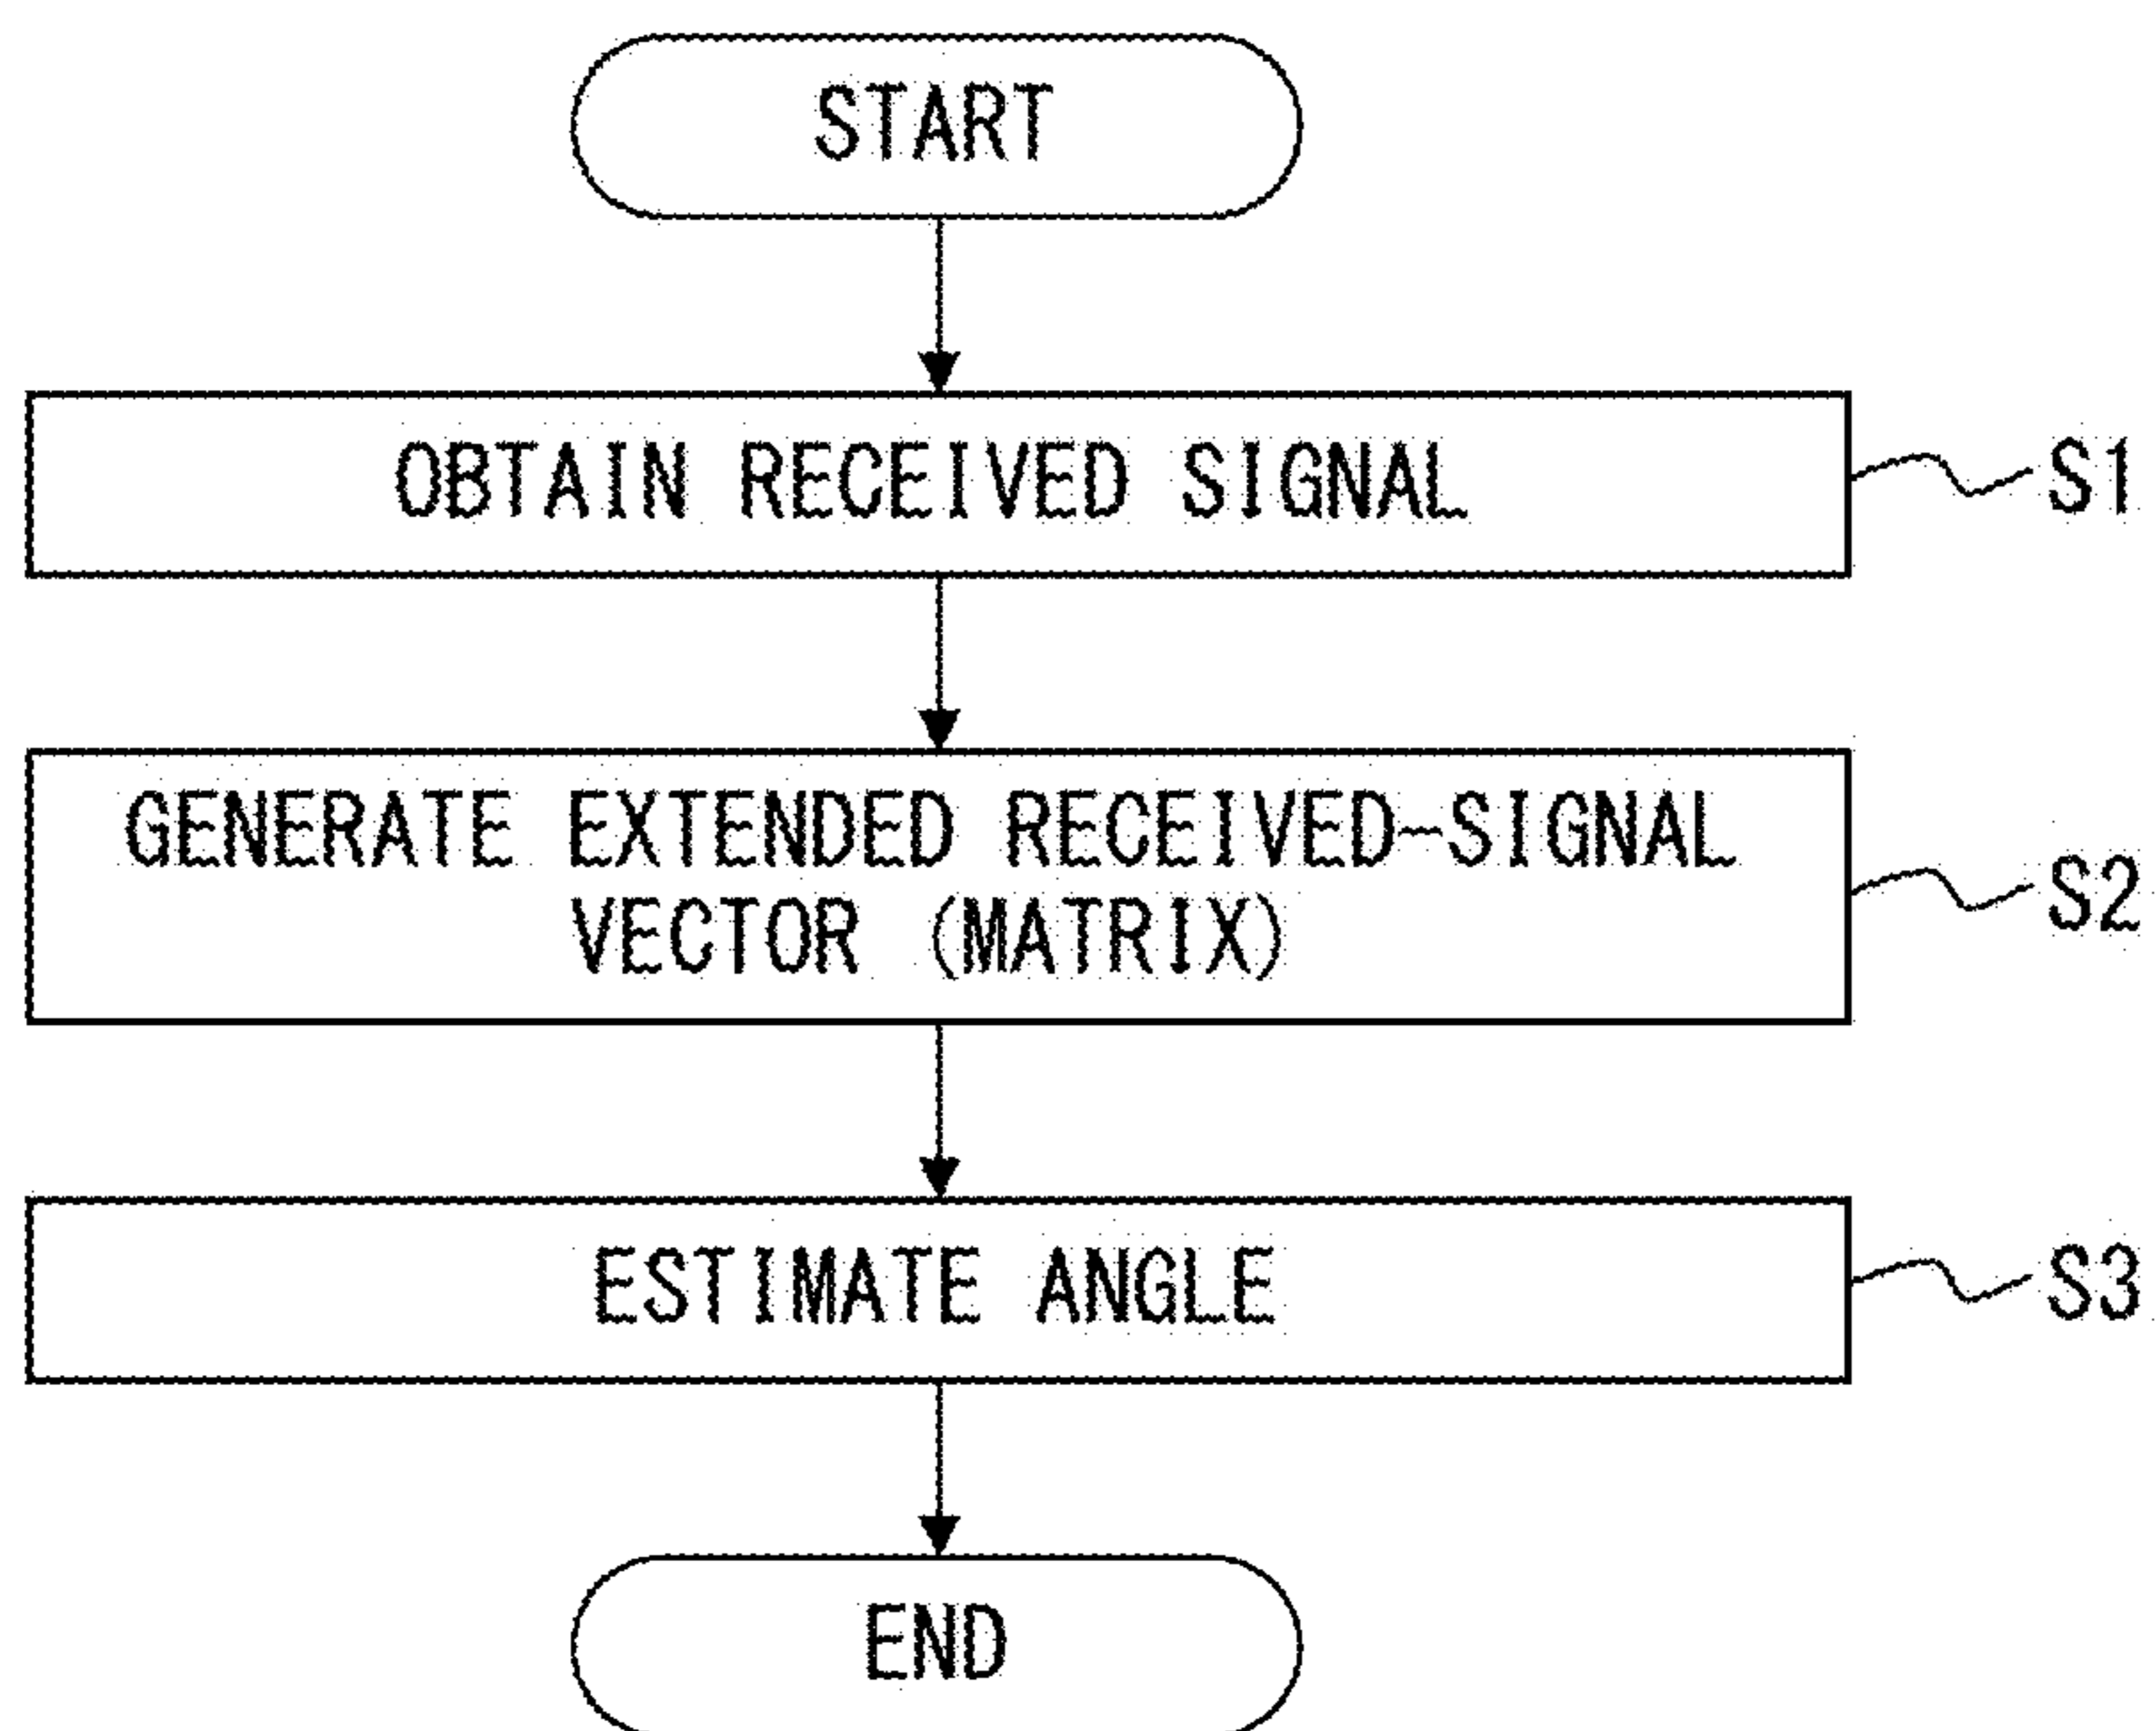 START
OBTAIN RECEIVED SIGNAL
S1
GENERATE EXTENDED RECEIVED-SIGNAL
VECTOR (MATRIX)
S2
ESTIMATE ANGLE
S3
END